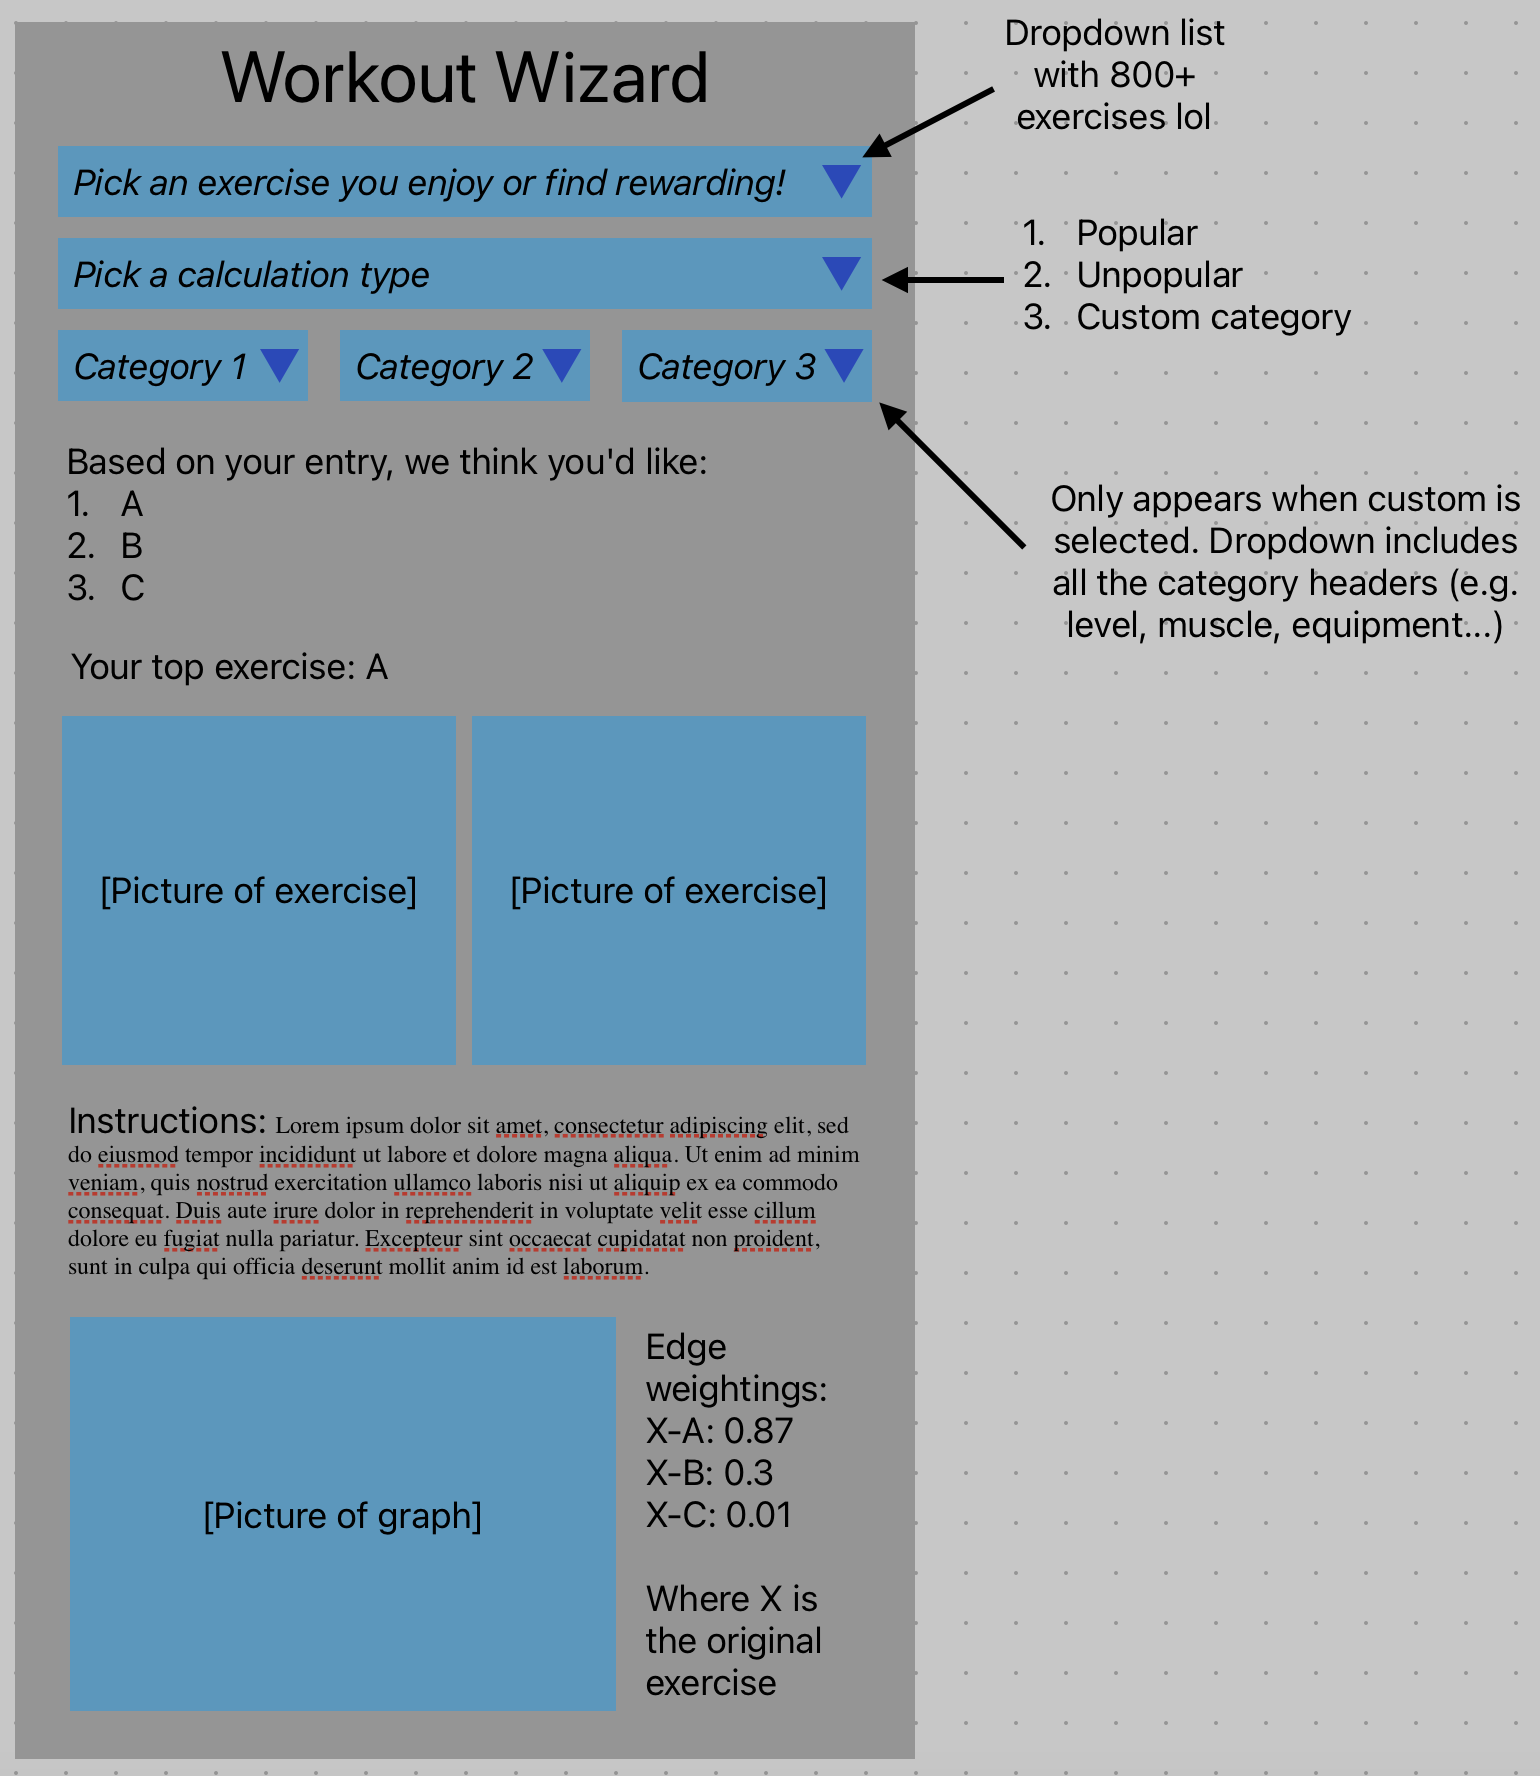 Workout Wizard
Dropdown list
with 800+
exercises lol
Pick an exercise you enjoy or find rewarding!
Pick a calculation type
1. Popular
2. Unpopular
3. Custom category
Category 1
Category 2
Category 3
Only appears when custom is
selected. Dropdown includes
all the category headers (e.g.
level, muscle, equipment...)
Based on your entry, we think you'd like:
1. A
2. B
3. C
Your top exercise: A
[Picture of exercise]
[Picture of exercise]
Instructions: Lorem ipsum dolor sit amet, consectetur adipiscing elit, sed
do eiusmod tempor incididunt ut labore et dolore magna aliqua. Ut enim ad minim
veniam, quis nostrud exercitation ullamco laboris nisi ut aliquip ex ea commodo
consequat. Duis aute irure dolor in reprehenderit in voluptate velit esse cillum
dolore eu fugiat nulla pariatur. Excepteur sint occaecat cupidatat non proident,
sunt in culpa qui officia deserunt mollit anim id est laborum.
[Picture of graph]
Edge
weightings:
X-A: 0.87
X-B: 0.3
X-C: 0.01
Where X is
the original
exercise